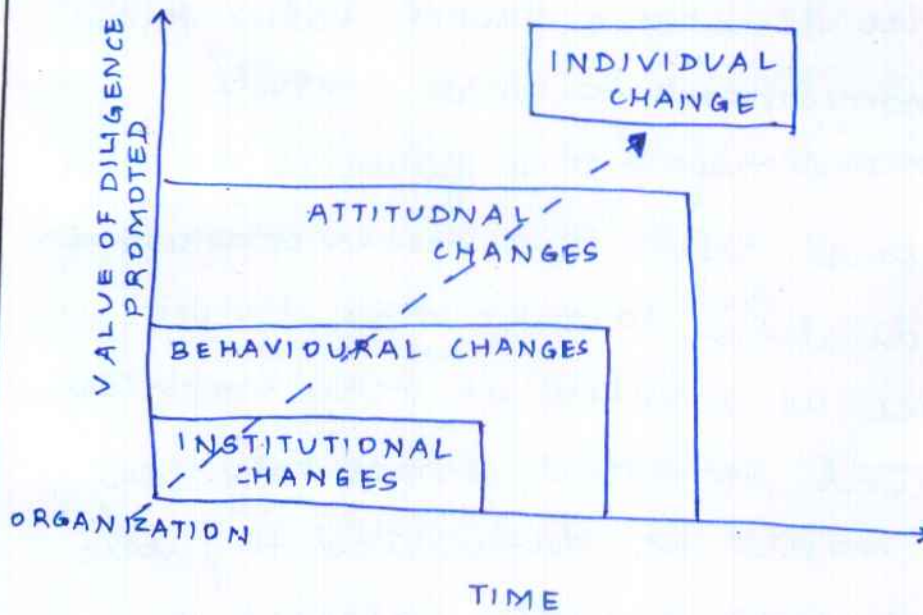 VALUE OF DILIGENCE
PROMOTED
INDIVIDUAL
CHANGE
ATTITUDNAL
CHANGES
BEHAVIOURAL CHANGES
INSTITUTIONAL
CHANGES
ORGANIZATION
TIME